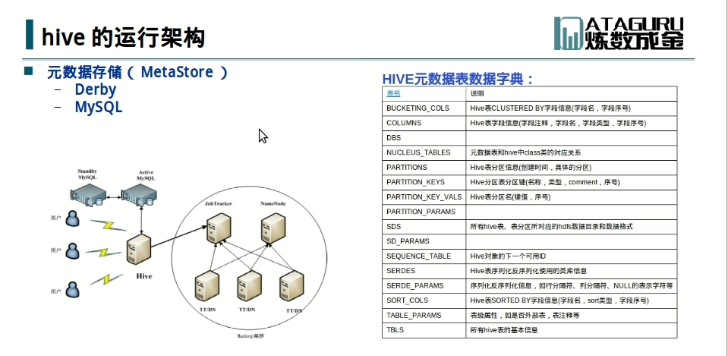 hive 的运行架构
DATAGURU
炼数成金
元数据存储（ MetaStore ）
– Derby
– MySQL
Standby
MySQL
Active
MySQL
用户
用户
用户
Hive
JobTracker
NameNode
TT/DN
TT/DN
TT/DN
Hadoop集群
HIVE元数据表数据字典：
表名 说明
BUCKETING_COLS Hive表CLUSTERED BY字段信息(字段名，字段序号)
COLUMNS Hive表字段信息(字段注释，字段名，字段类型，字段序号)
DBS
NUCLEUS_TABLES 元数据表和hive中class类的对应关系
PARTITIONS Hive表分区信息(创建时间，具体的分区)
PARTITION_KEYS Hive分区表分区键(名称，类型，comment，序号)
PARTITION_KEY_VALS Hive表分区名(键值，序号)
PARTITION_PARAMS
SDS 所有hive表、表分区所对应的hdfs数据目录和数据格式
SD_PARAMS
SEQUENCE_TABLE Hive对象的下一个可用ID
SERDES Hive表序列化反序列化使用的类库信息
SERDE_PARAMS 序列化反序列化信息，如行分隔符、列分隔符、NULL的表示字符等
SORT_COLS Hive表SORTED BY字段信息(字段名，sort类型，字段序号)
TABLE_PARAMS 表级属性，如是否外部表，表注释等
TBLS 所有hive表的基本信息